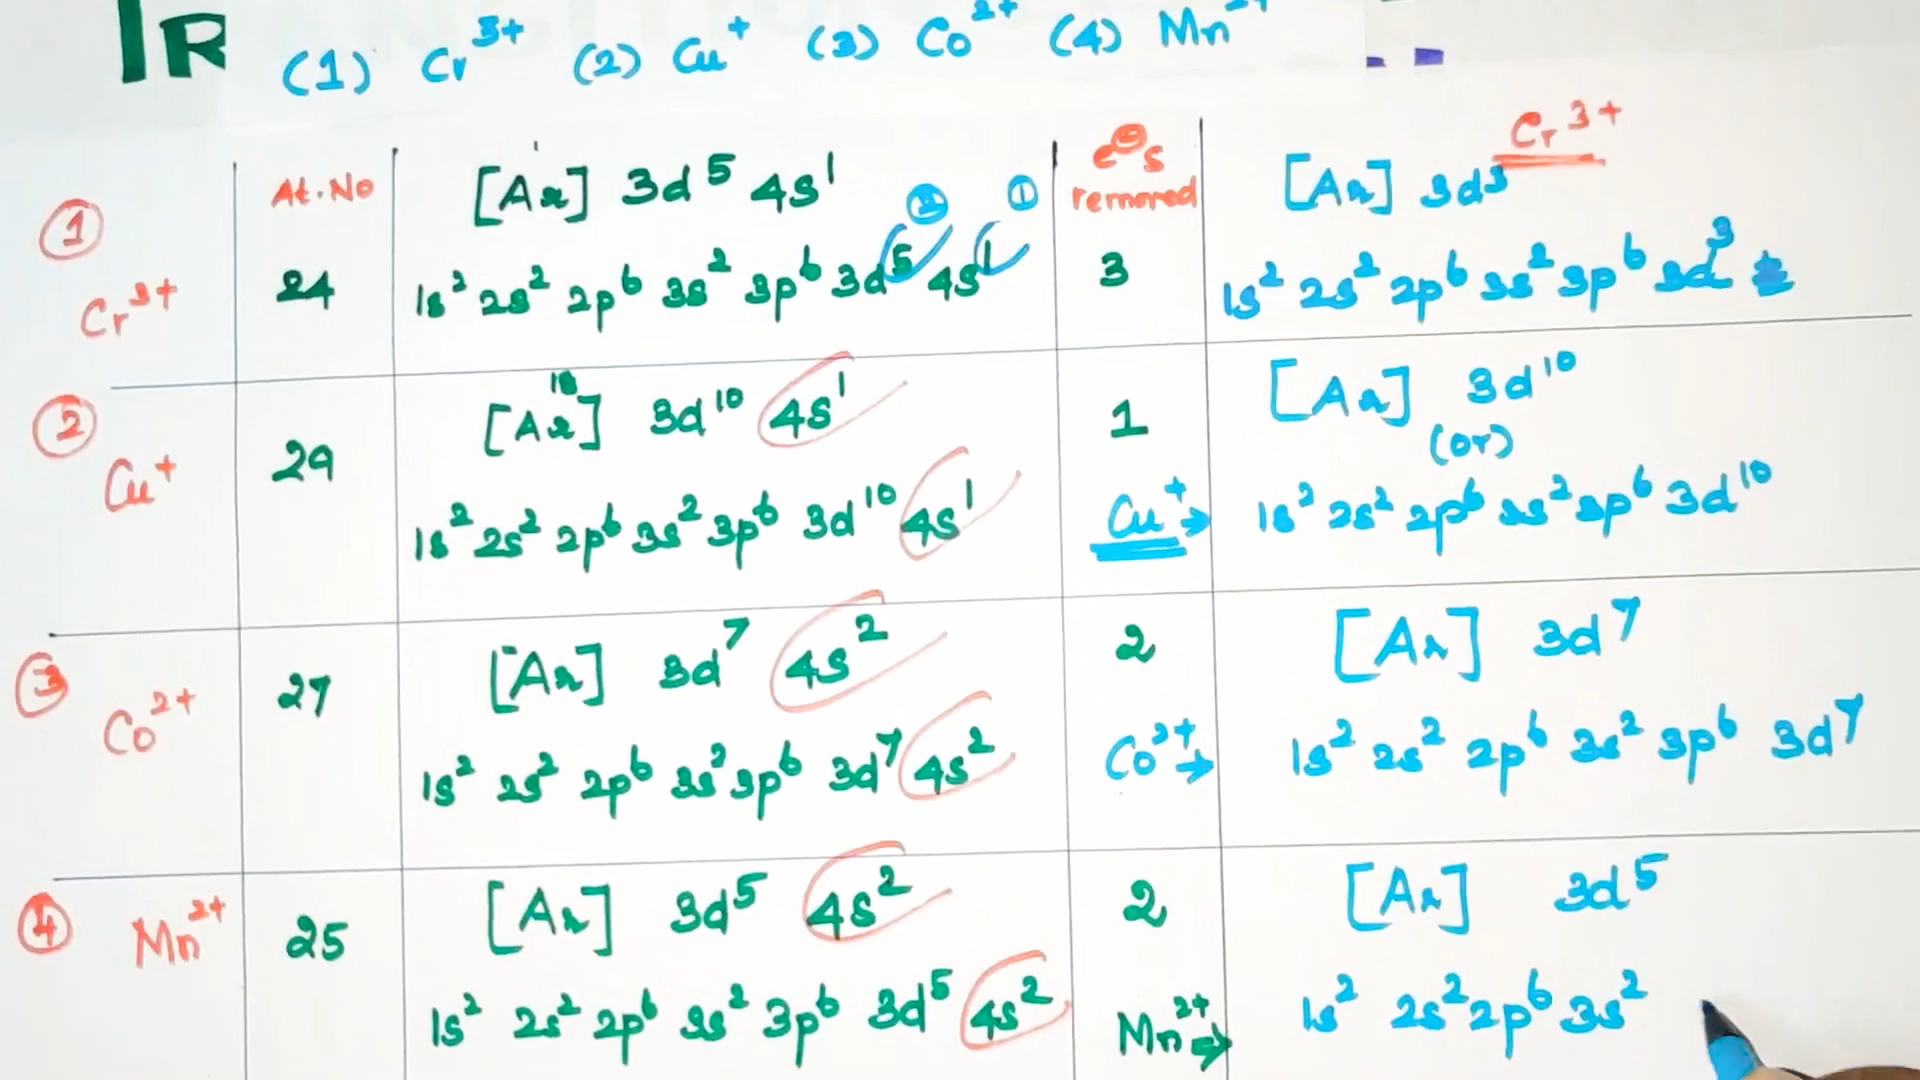 IR (1) Cr³⁺ (2) Cu⁺ (3) Co²⁺ (4) Mn²⁺
At.No
e⊖s removed
Cr³⁺
① Cr³⁺
24
[Ar] 3d⁵ 4s¹
② ①
1s² 2s² 2p⁶ 3s² 3p⁶ 3d⁵ 4s¹
3
[Ar] 3d³
1s² 2s² 2p⁶ 3s² 3p⁶ 3d³
② Cu⁺
29
18
[Ar] 3d¹⁰ 4s¹
1s² 2s² 2p⁶ 3s² 3p⁶ 3d¹⁰ 4s¹
1
Cu⁺ →
[Ar] 3d¹⁰
(or)
1s² 2s² 2p⁶ 3s² 3p⁶ 3d¹⁰
③ Co²⁺
27
[Ar] 3d⁷ 4s²
1s² 2s² 2p⁶ 3s² 3p⁶ 3d⁷ 4s²
2
Co²⁺ →
[Ar] 3d⁷
1s² 2s² 2p⁶ 3s² 3p⁶ 3d⁷
④ Mn²⁺
25
[Ar] 3d⁵ 4s²
1s² 2s² 2p⁶ 3s² 3p⁶ 3d⁵ 4s²
2
Mn²⁺ →
[Ar] 3d⁵
1s² 2s² 2p⁶ 3s²